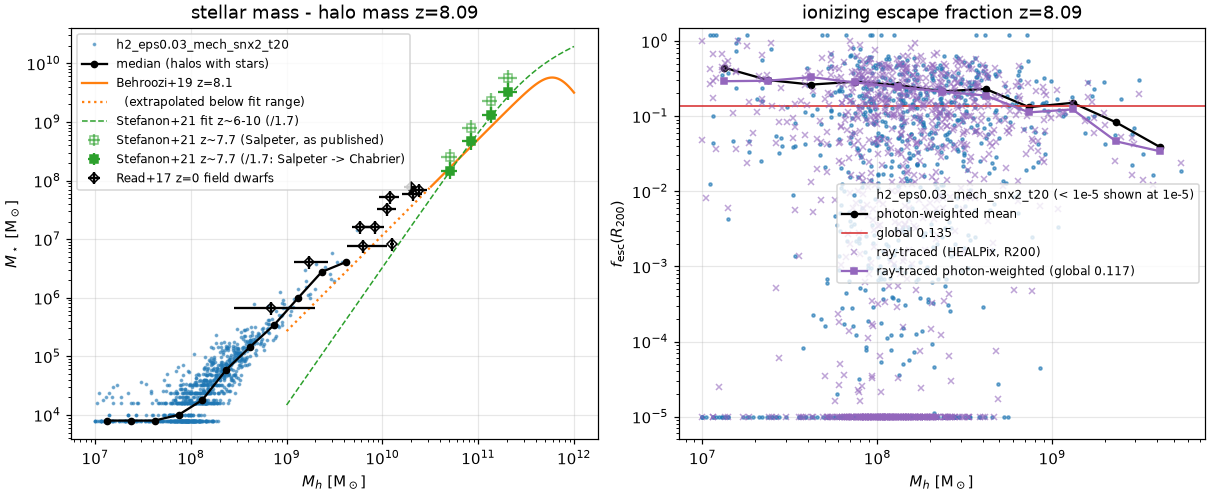 stellar mass - halo mass z=8.09
10^10
10^9
10^8
10^7
10^6
10^5
10^4
M⋆ [M⊙]
h2_eps0.03_mech_snx2_t20
median (halos with stars)
Behroozi+19 z=8.1
(extrapolated below fit range)
Stefanon+21 fit z~6-10 (/1.7)
Stefanon+21 z~7.7 (Salpeter, as published)
Stefanon+21 z~7.7 (/1.7: Salpeter -> Chabrier)
Read+17 z=0 field dwarfs
10^7 10^8 10^9 10^10 10^11 10^12
M_h [M⊙]
ionizing escape fraction z=8.09
10^0
10^−1
10^−2
10^−3
10^−4
10^−5
f_esc(R_200)
h2_eps0.03_mech_snx2_t20 (< 1e-5 shown at 1e-5)
photon-weighted mean
global 0.135
ray-traced (HEALPix, R200)
ray-traced photon-weighted (global 0.117)
10^7 10^8 10^9
M_h [M⊙]